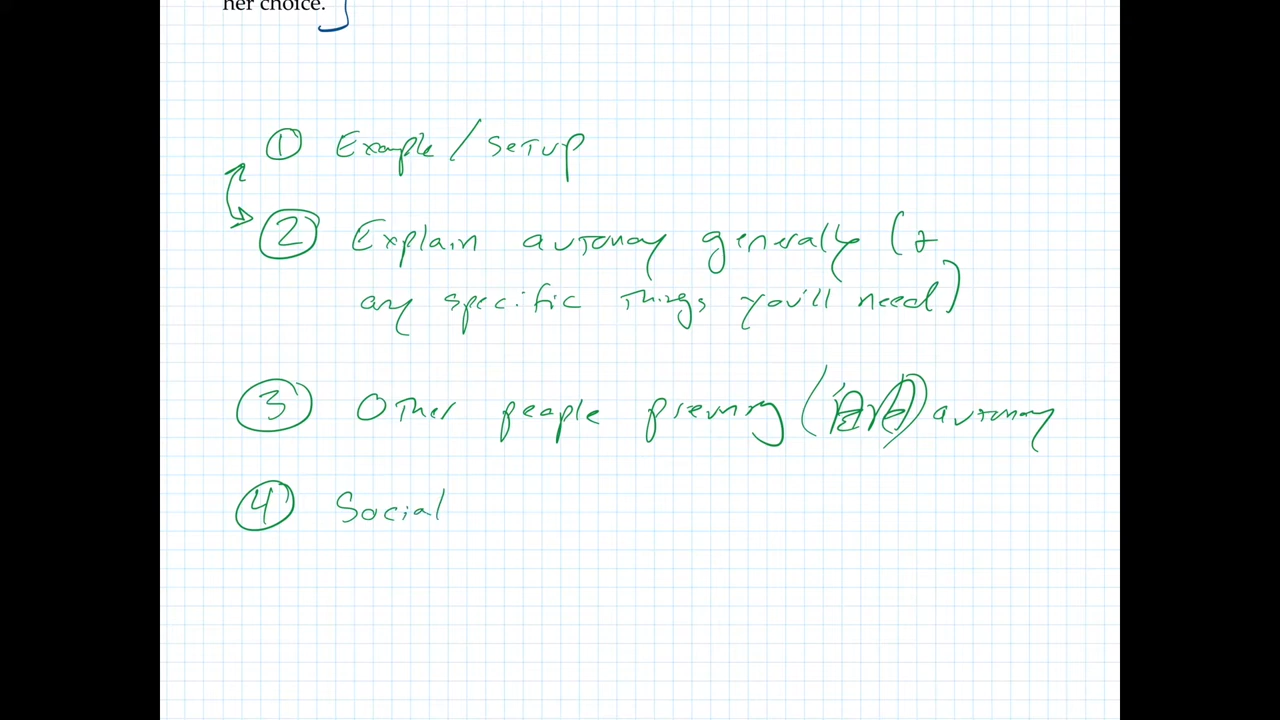 her choice.
① Example / Setup
② Explain autonomy generally (&
any specific things you'll need)
③ Other people ( autonomy
④ Social